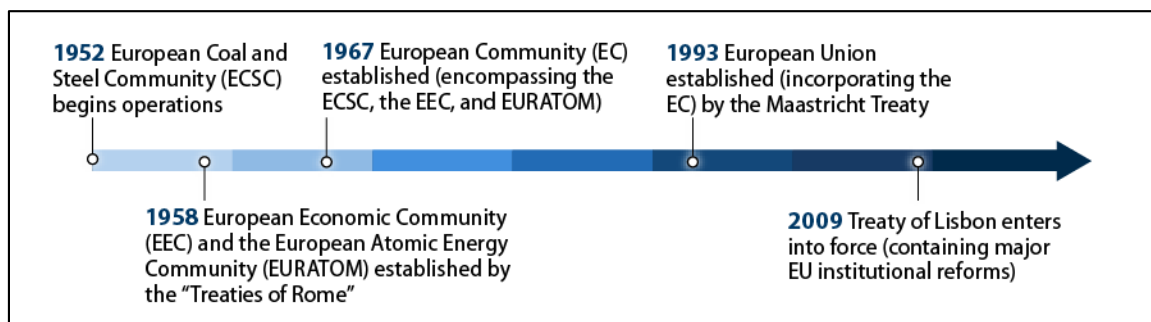 1952 European Coal and
Steel Community (ECSC)
begins operations
1958 European Economic Community
(EEC) and the European Atomic Energy
Community (EURATOM) established by
the “Treaties of Rome”
1967 European Community (EC)
established (encompassing the
ECSC, the EEC, and EURATOM)
1993 European Union
established (incorporating the
EC) by the Maastricht Treaty
2009 Treaty of Lisbon enters
into force (containing major
EU institutional reforms)